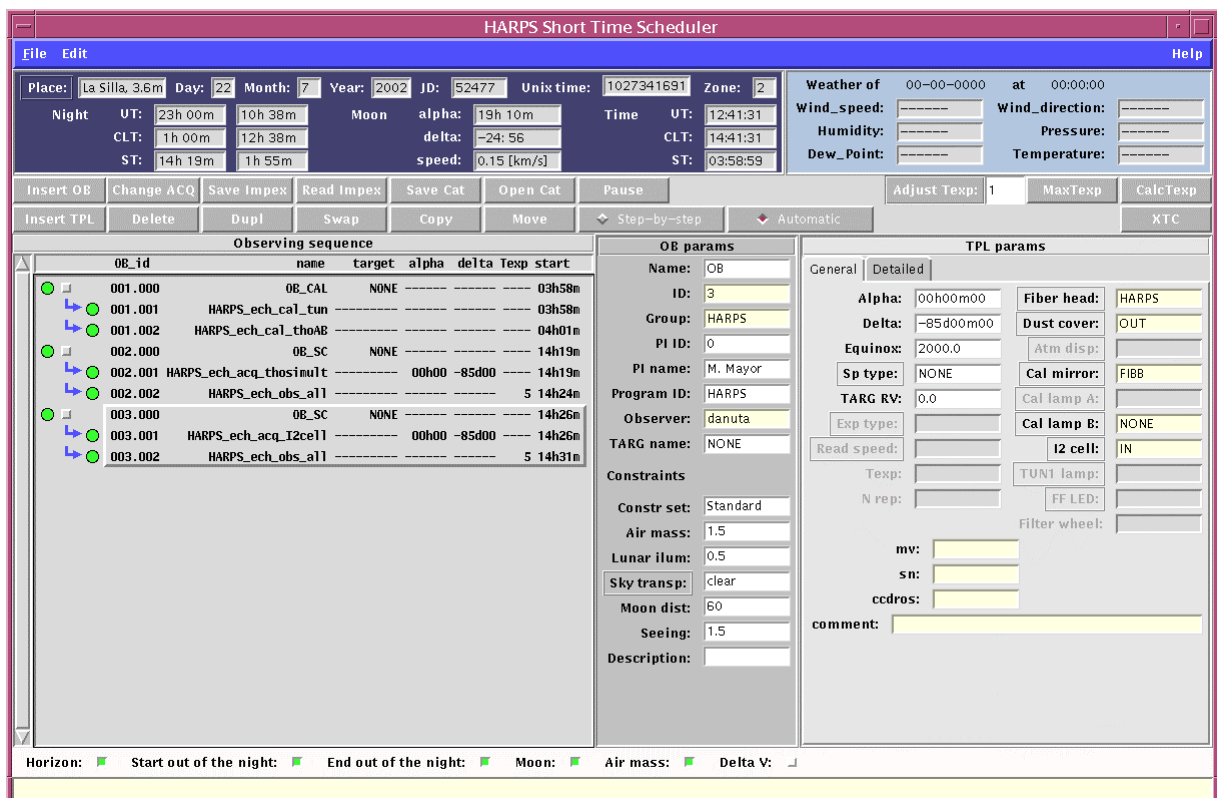 HARPS Short Time Scheduler
File Edit Help
Place: La Silla, 3.6m Day: 22 Month: 7 Year: 2002 JD: 52477 Unix time: 1027341691 Zone: 2
Night UT: 23h 00m 10h 38m Moon alpha: 19h 10m Time UT: 12:41:31
CLT: 1h 00m 12h 38m delta: -24: 56 CLT: 14:41:31
ST: 14h 19m 1h 55m speed: 0.15 [km/s] ST: 03:58:59
Weather of 00-00-0000 at 00:00:00
Wind_speed: ------ Wind_direction: ------
Humidity: ------ Pressure: ------
Dew_Point: ------ Temperature: ------
Insert OB Change ACQ Save Impex Read Impex Save Cat Open Cat Pause Adjust Texp: 1 MaxTexp CalcTexp
Insert TPL Delete Dupl Swap Copy Move Step-by-step Automatic XTC
Observing sequence
OB_id name target alpha delta Texp start
001.000 OB_CAL NONE ------ ------ ---- 03h58m
001.001 HARPS_ech_cal_tun --------- ------ ------ ---- 03h58m
001.002 HARPS_ech_cal_thoAB --------- ------ ------ ---- 04h01m
002.000 OB_SC NONE ------ ------ ---- 14h19m
002.001 HARPS_ech_acq_thosimult --------- 00h00 -85d00 ---- 14h19m
002.002 HARPS_ech_obs_all --------- ------ ------ 5 14h24m
003.000 OB_SC NONE ------ ------ ---- 14h26m
003.001 HARPS_ech_acq_I2cell --------- 00h00 -85d00 ---- 14h26m
003.002 HARPS_ech_obs_all --------- ------ ------ 5 14h31m
OB params
Name: OB
ID: 3
Group: HARPS
PI ID: 0
PI name: M. Mayor
Program ID: HARPS
Observer: danuta
TARG name: NONE
Constraints
Constr set: Standard
Air mass: 1.5
Lunar ilum: 0.5
Sky transp: clear
Moon dist: 60
Seeing: 1.5
Description:
TPL params
General Detailed
Alpha: 00h00m00 Fiber head: HARPS
Delta: -85d00m00 Dust cover: OUT
Equinox: 2000.0 Atm disp:
Sp type: NONE Cal mirror: FIBB
TARG RV: 0.0 Cal lamp A:
Exp type: Cal lamp B: NONE
Read speed: I2 cell: IN
Texp: TUN1 lamp:
N rep: FF LED:
Filter wheel:
mv:
sn:
ccdros:
comment:
Horizon: Start out of the night: End out of the night: Moon: Air mass: Delta V: